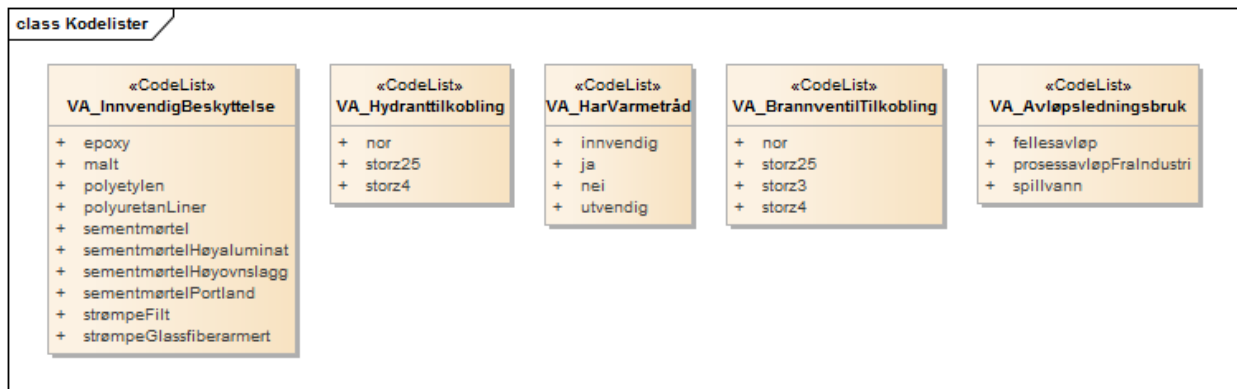 class Kodelister
«CodeList»
VA_InnvendigBeskyttelse
+ epoxy
+ malt
+ polyetylen
+ polyuretanLiner
+ sementmørtel
+ sementmørtelHøyaluminat
+ sementmørtelHøyovnslagg
+ sementmørtelPortland
+ strømpeFilt
+ strømpeGlassfiberarmert
«CodeList»
VA_Hydranttilkobling
+ nor
+ storz25
+ storz4
«CodeList»
VA_HarVarmetråd
+ innvendig
+ ja
+ nei
+ utvendig
«CodeList»
VA_BrannventilTilkobling
+ nor
+ storz25
+ storz3
+ storz4
«CodeList»
VA_Avløpsledningsbruk
+ fellesavløp
+ prosessavløpFraIndustri
+ spillvann